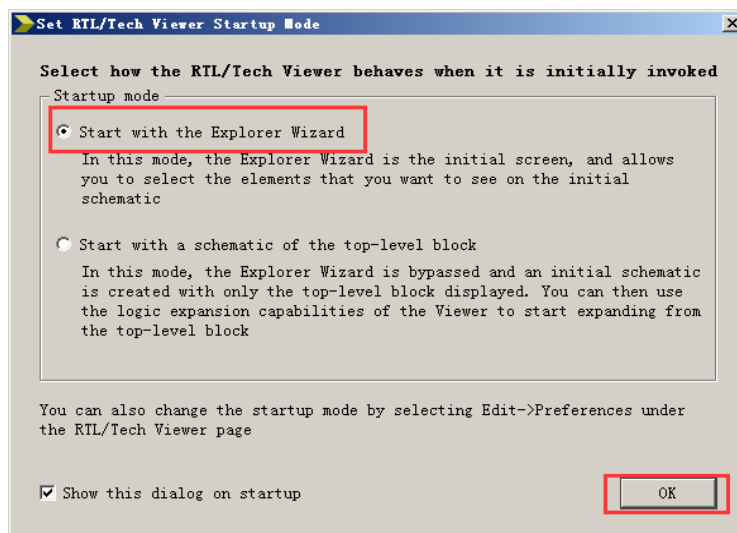 Set RTL/Tech Viewer Startup Mode
Select how the RTL/Tech Viewer behaves when it is initially invoked
Startup mode
Start with the Explorer Wizard
In this mode, the Explorer Wizard is the initial screen, and allows
you to select the elements that you want to see on the initial
schematic
Start with a schematic of the top-level block
In this mode, the Explorer Wizard is bypassed and an initial schematic
is created with only the top-level block displayed. You can then use
the logic expansion capabilities of the Viewer to start expanding from
the top-level block
You can also change the startup mode by selecting Edit->Preferences under
the RTL/Tech Viewer page
Show this dialog on startup
OK